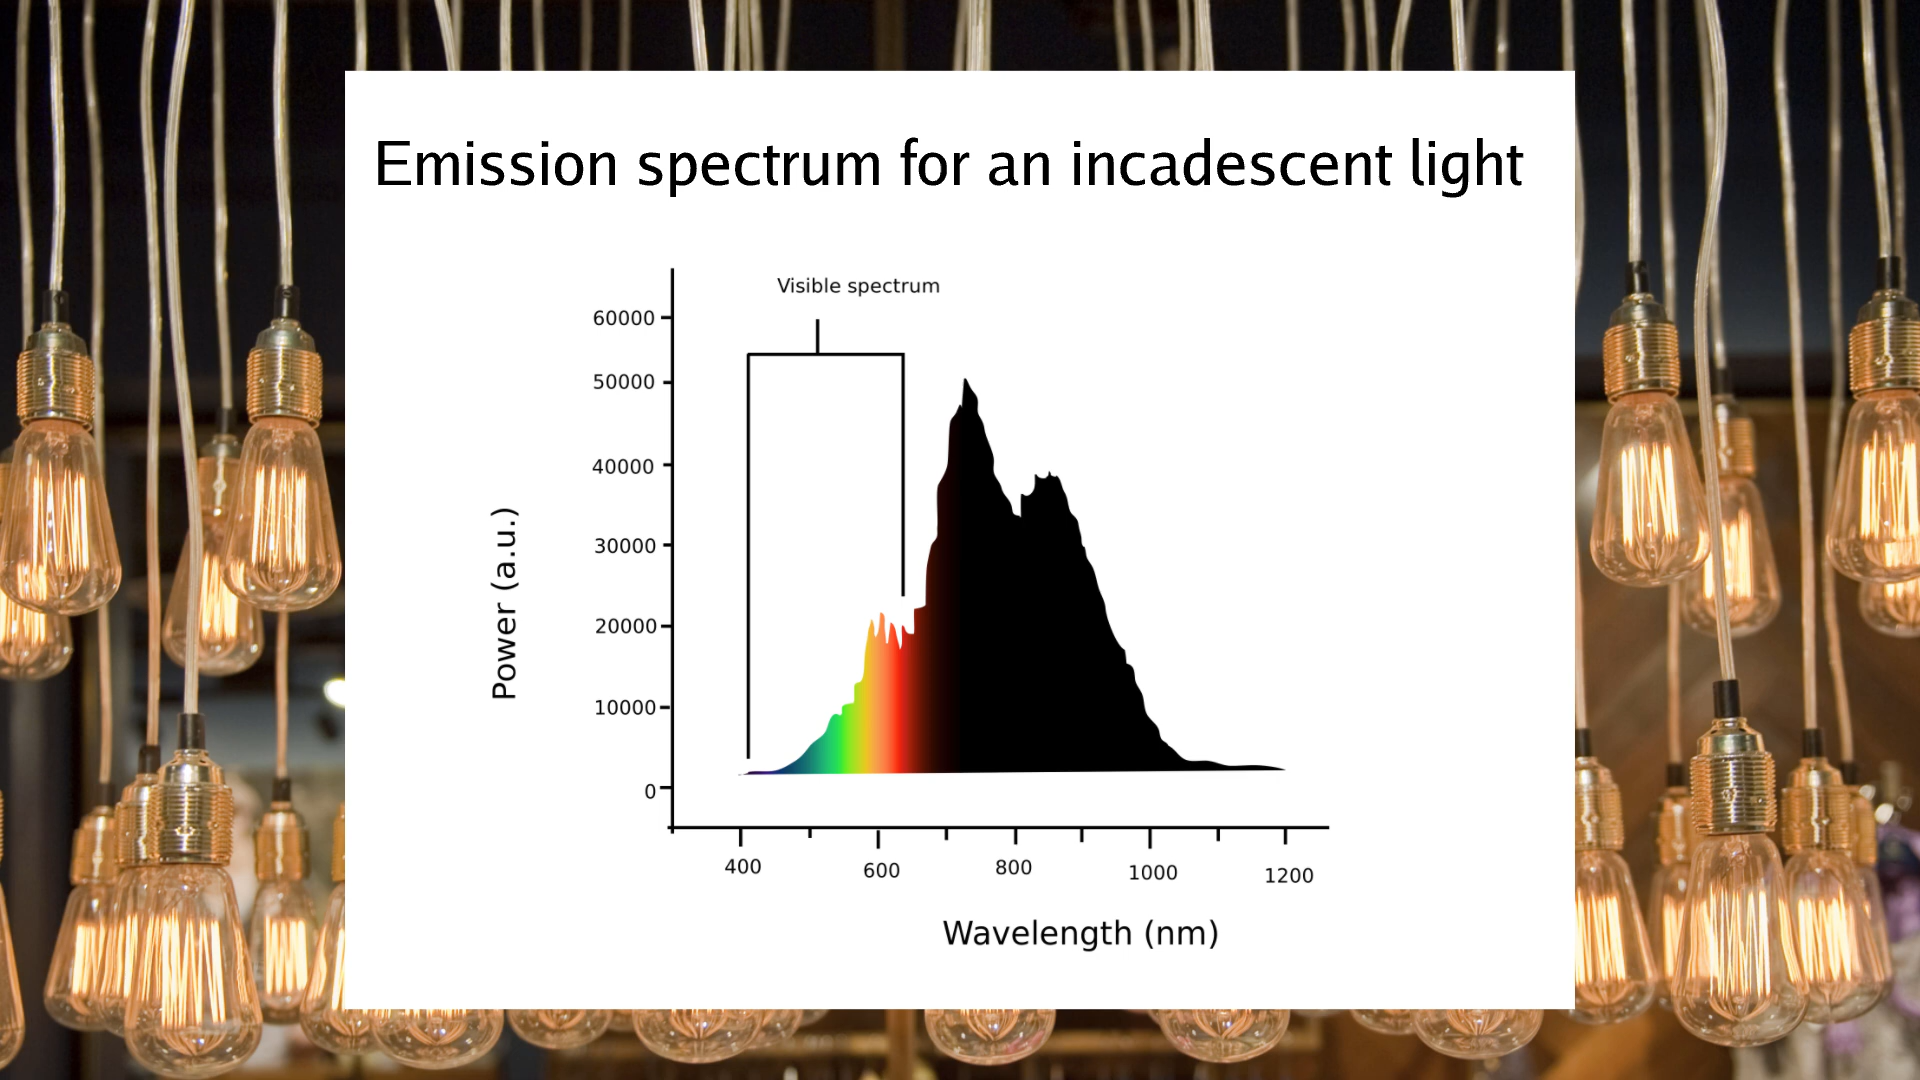 Emission spectrum for an incadescent light
Visible spectrum
60000
50000
40000
30000
20000
10000
0
Power (a.u.)
400 600 800 1000 1200
Wavelength (nm)